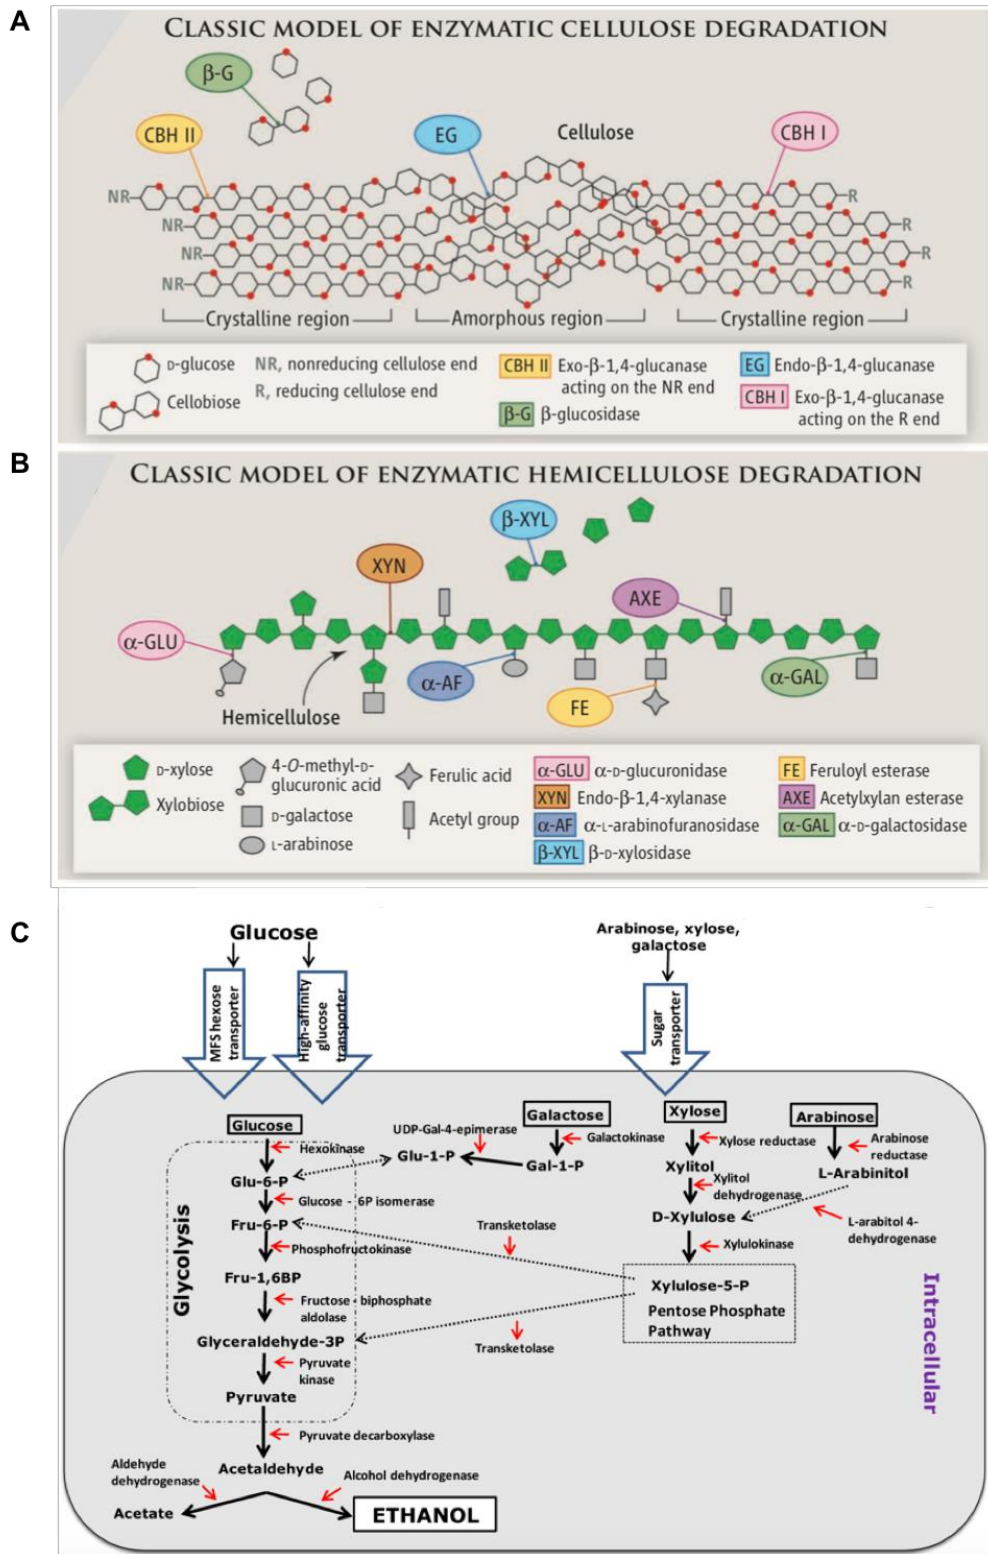 A
CLASSIC MODEL OF ENZYMATIC CELLULOSE DEGRADATION
β-G
CBH II
EG
Cellulose
CBH I
NR
R
NR
R
NR
R
NR
R
Crystalline region
Amorphous region
Crystalline region
D-glucose
Cellobiose
NR, nonreducing cellulose end
R, reducing cellulose end
CBH II Exo-β-1,4-glucanase
acting on the NR end
β-G β-glucosidase
EG Endo-β-1,4-glucanase
CBH I Exo-β-1,4-glucanase
acting on the R end
B
CLASSIC MODEL OF ENZYMATIC HEMICELLULOSE DEGRADATION
β-XYL
XYN
AXE
α-GLU
α-AF
FE
α-GAL
Hemicellulose
D-xylose
Xylobiose
4-O-methyl-D-
glucuronic acid
D-galactose
L-arabinose
Ferulic acid
Acetyl group
α-GLU α-D-glucuronidase
XYN Endo-β-1,4-xylanase
α-AF α-L-arabinofuranosidase
β-XYL β-D-xylosidase
FE Feruloyl esterase
AXE Acetylxylan esterase
α-GAL α-D-galactosidase
C
Glucose
Arabinose, xylose,
galactose
MFS hexose
transporter
High-affinity
glucose
transporter
Sugar
transporter
Glucose
Galactose
Xylose
Arabinose
Hexokinase
UDP-Gal-4-epimerase
Galactokinase
Xylose reductase
Arabinose
reductase
Glu-6-P
Glu-1-P
Gal-1-P
Xylitol
L-Arabinitol
Glucose - 6P isomerase
Xylitol
dehydrogenase
Fru-6-P
Transketolase
D-Xylulose
L-arabitol 4-
dehydrogenase
Phosphofructokinase
Xylulokinase
Glycolysis
Fru-1,6BP
Xylulose-5-P
Fructose - biphosphate
aldolase
Pentose Phosphate
Pathway
Intracellular
Glyceraldehyde-3P
Transketolase
Pyruvate
kinase
Pyruvate
Pyruvate decarboxylase
Aldehyde
dehydrogenase
Acetaldehyde
Alcohol dehydrogenase
Acetate
ETHANOL